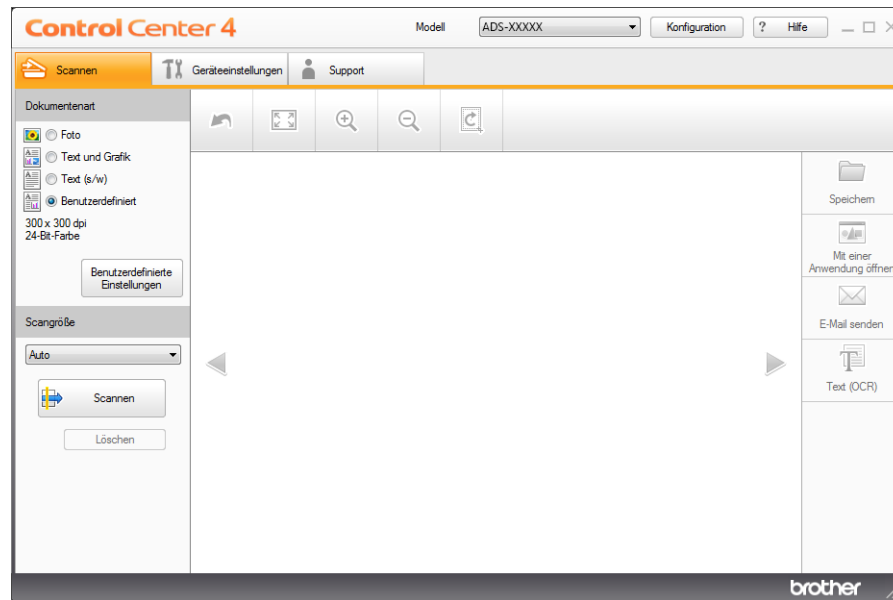 Control Center 4
Modell
ADS-XXXXX
Konfiguration
? Hilfe
Scannen
Geräteeinstellungen
Support
Dokumentenart
Foto
Text und Grafik
Text (s/w)
Benutzerdefiniert
300 x 300 dpi
24-Bit-Farbe
Benutzerdefinierte
Einstellungen
Scangröße
Auto
Scannen
Löschen
Speichern
Mit einer
Anwendung öffnen
E-Mail senden
Text (OCR)
brother